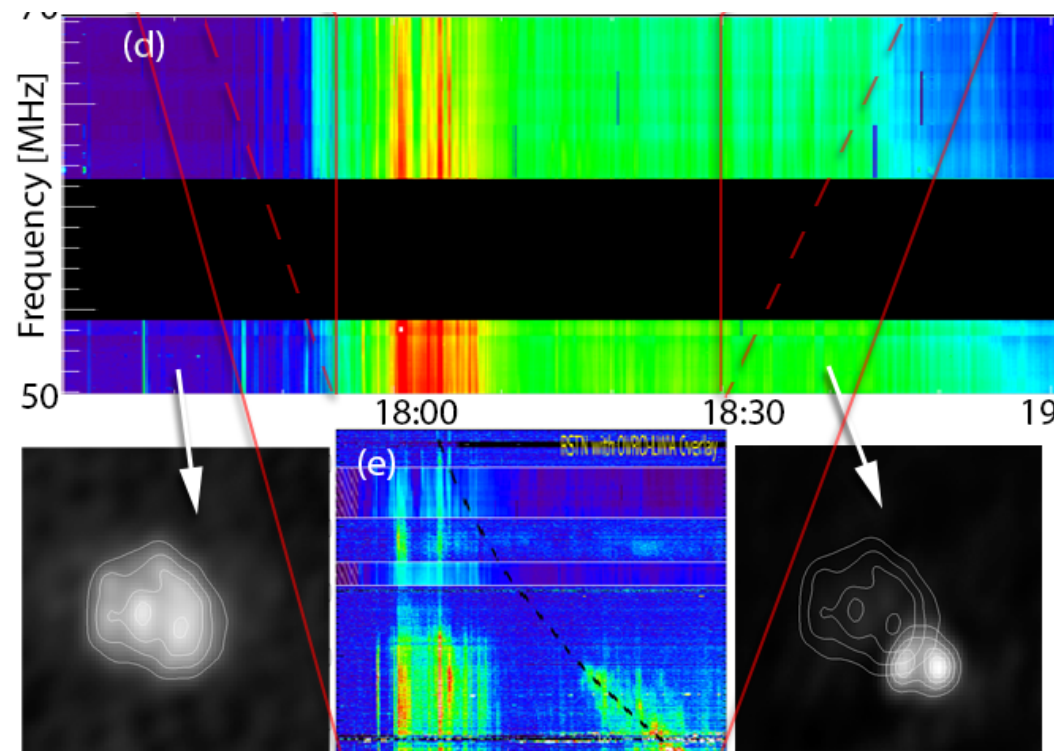 70
(d)
Frequency [MHz]
50
18:00
18:30
19
(e)
RSTN with OVRO-LWA Overlay